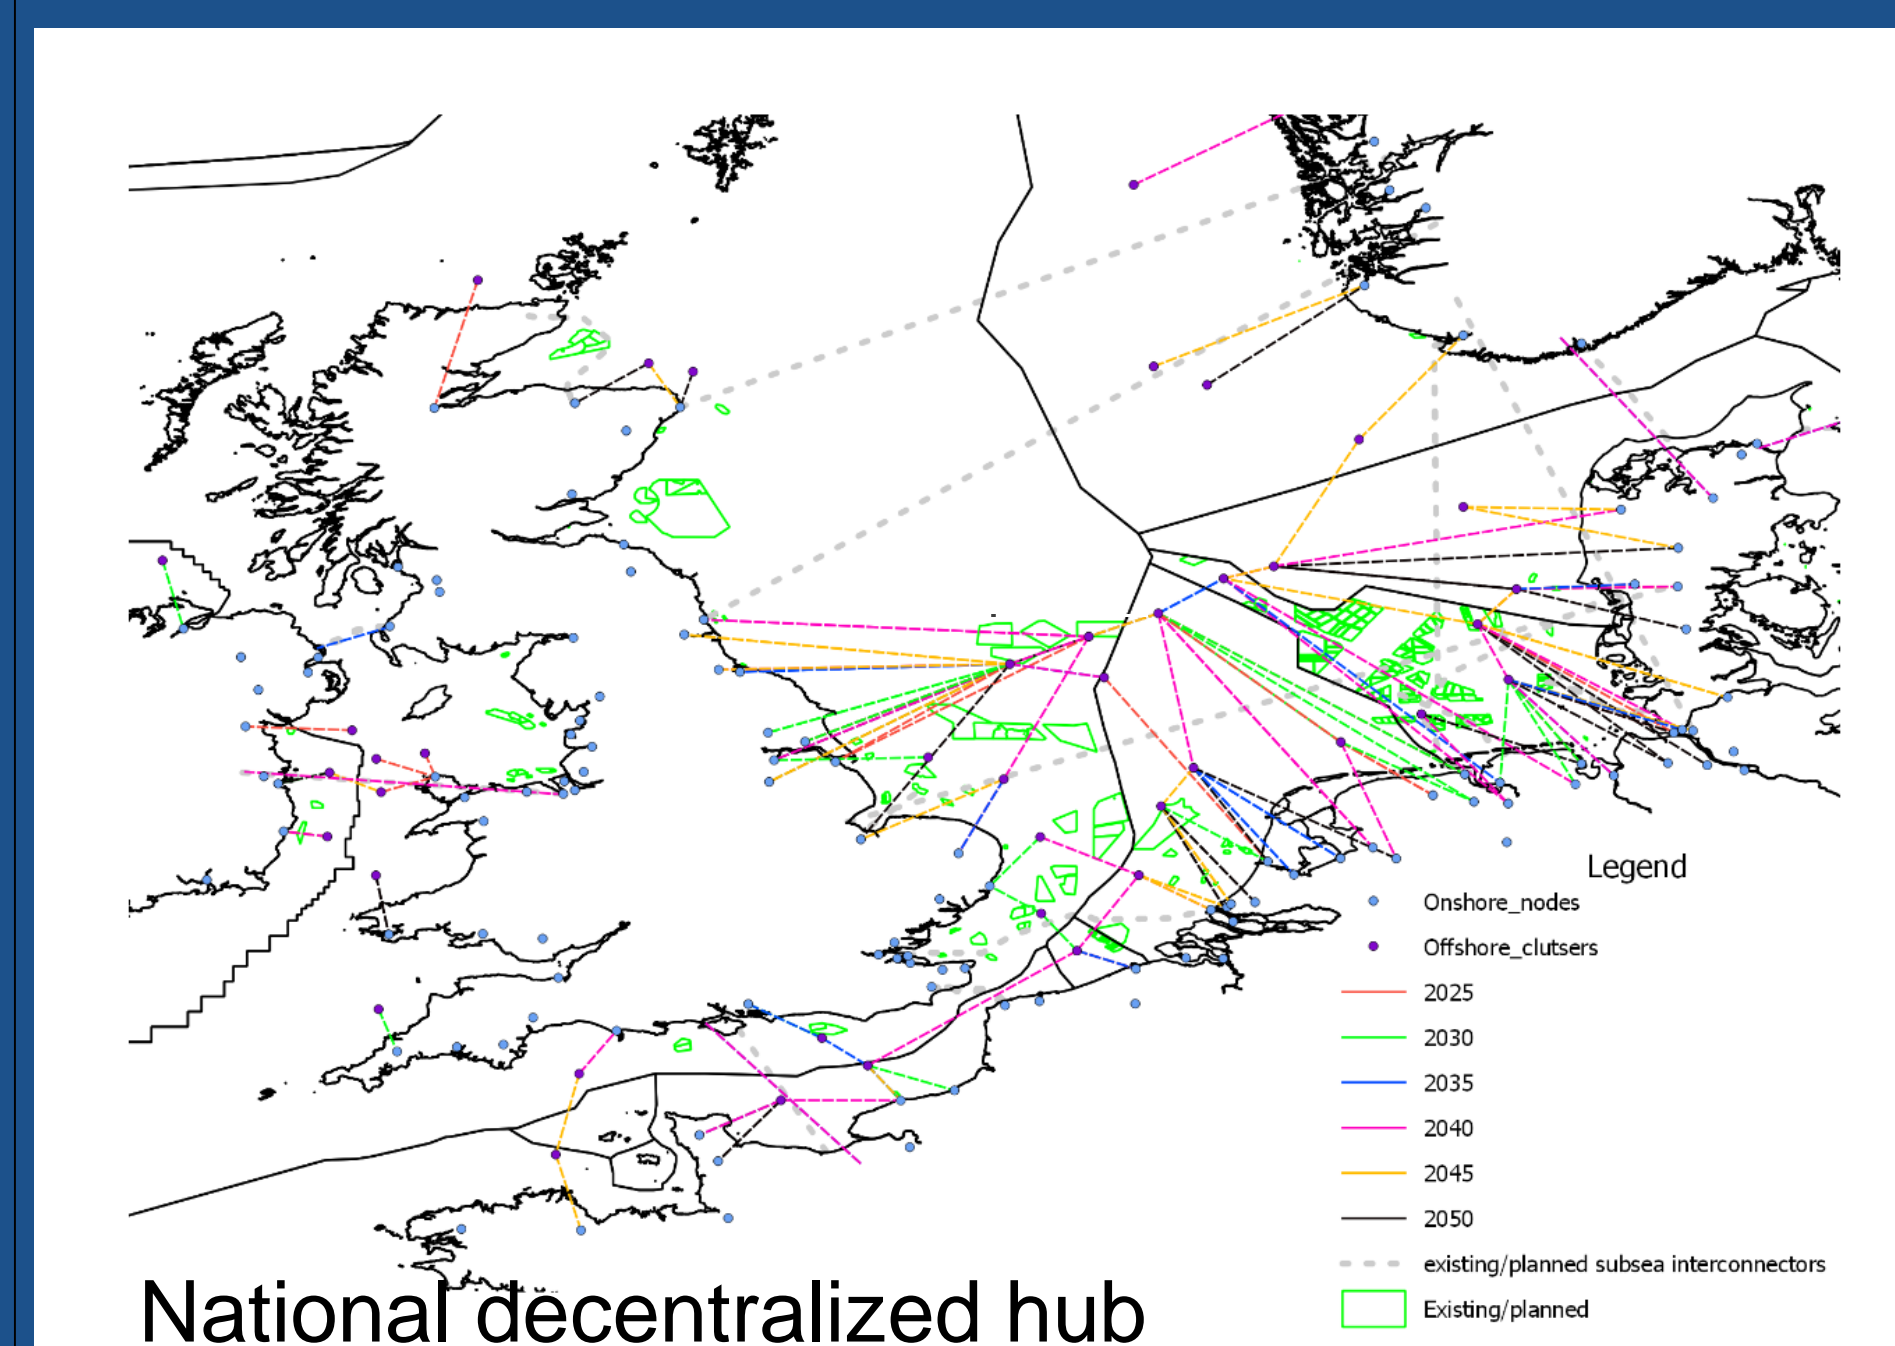 Legend
Onshore_nodes
Offshore_clutsers
2025
2030
2035
2040
2045
2050
existing/planned subsea interconnectors
Existing/planned
National decentralized hub